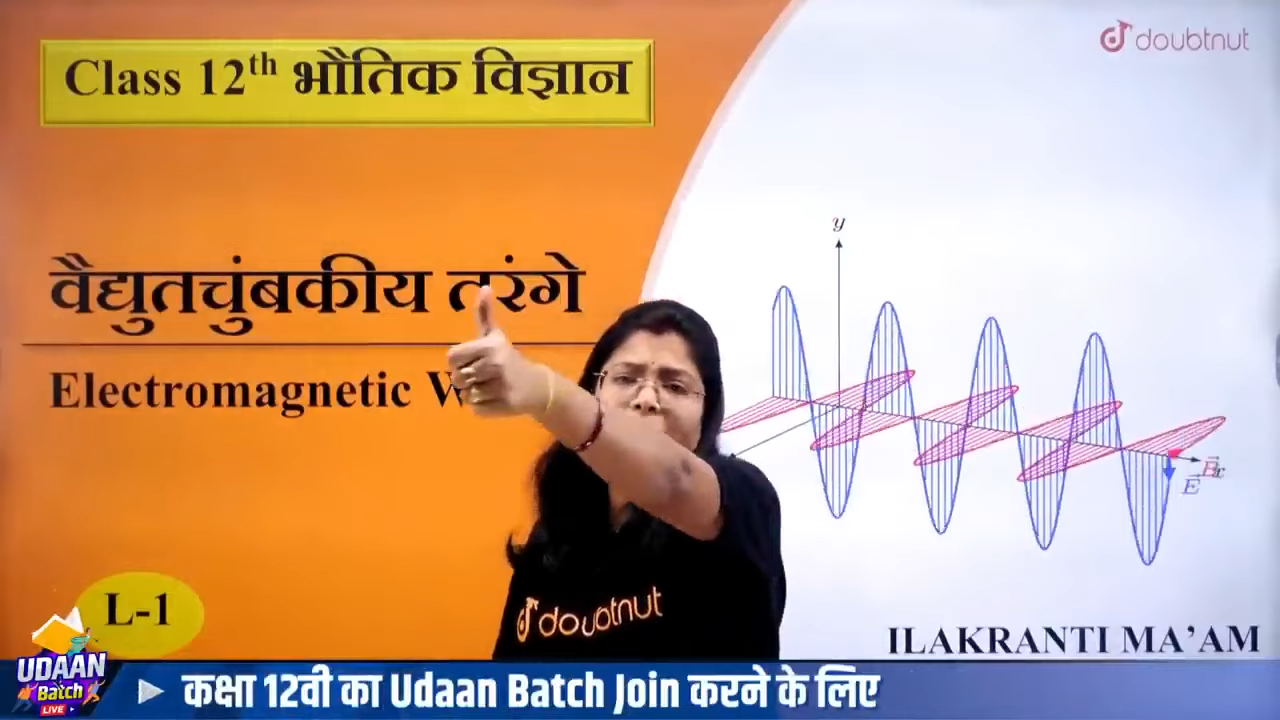 doubtnut
Class 12th भौतिक विज्ञान
वैद्युतचुंबकीय तरंगे
Electromagnetic
y
x
E
L-1
doubtnut
ILAKRANTI MA'AM
UDAAN
Batch
LIVE
कक्षा 12वी का Udaan Batch Join करने के लिए